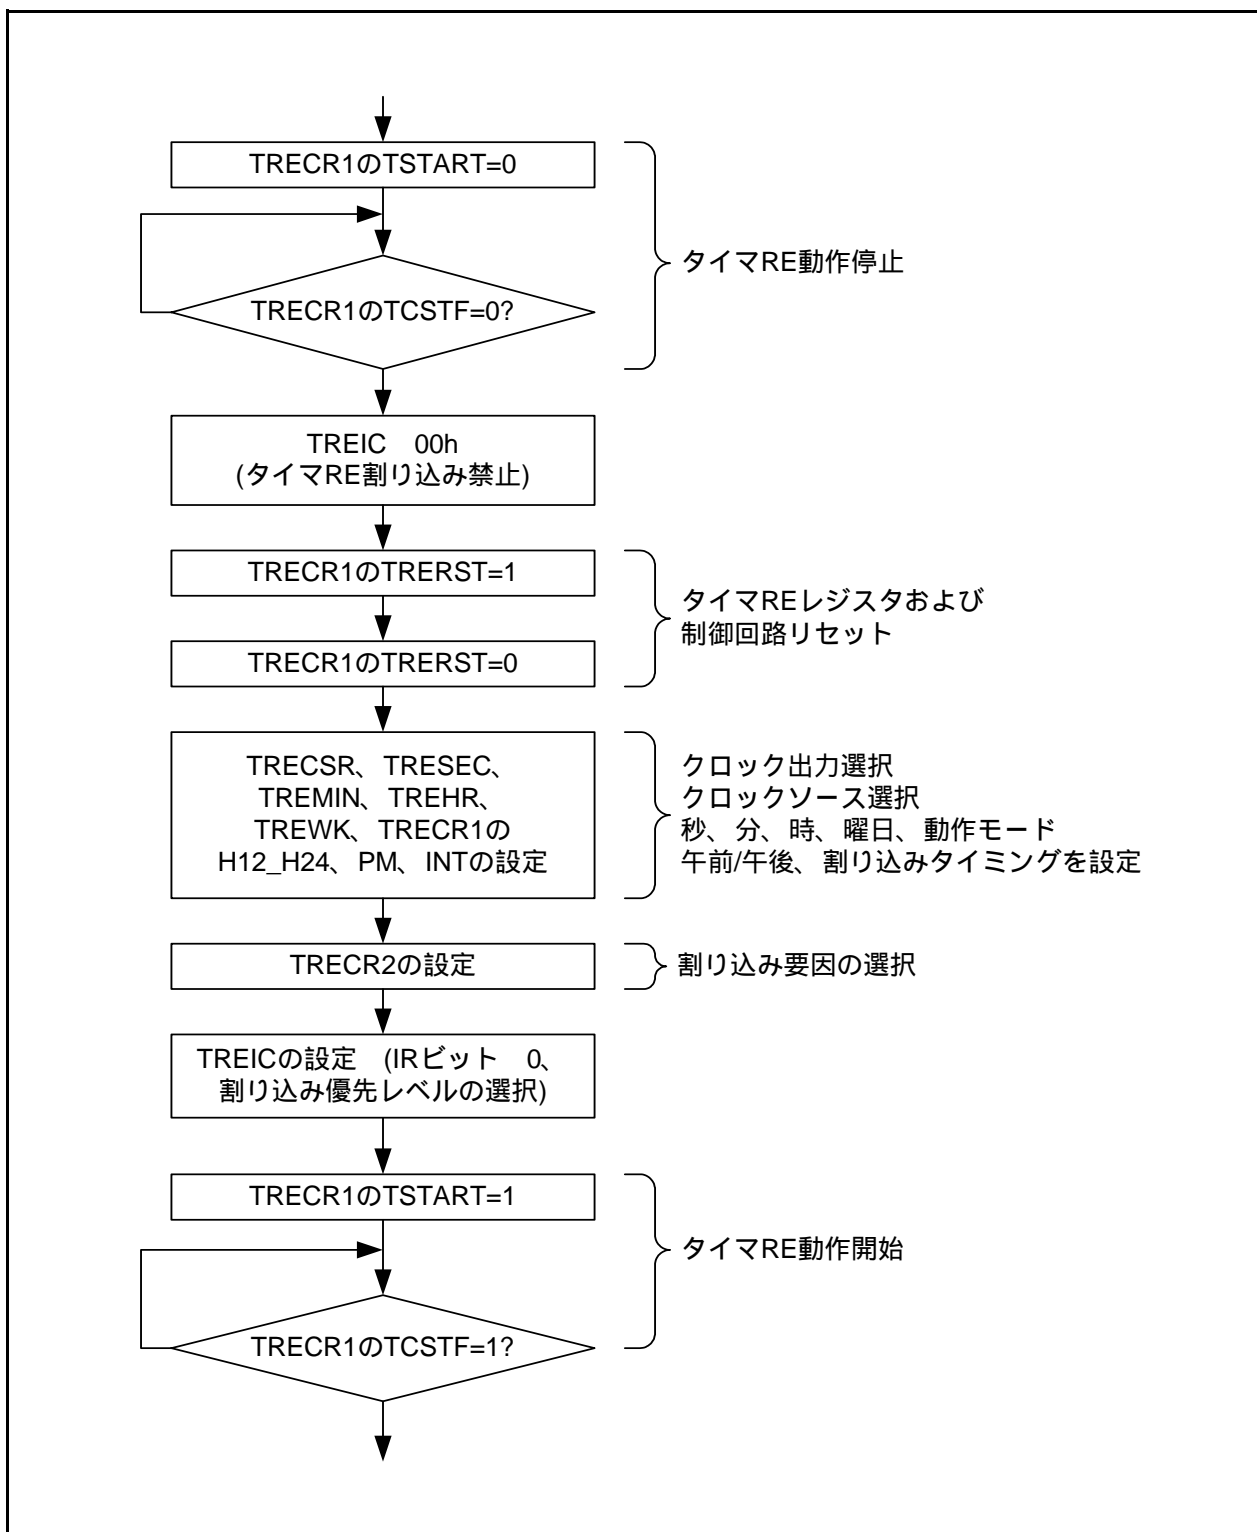 TRECR1のTSTART=0
タイマRE動作停止
TRECR1のTCSTF=0?
TREIC　00h
(タイマRE割り込み禁止)
TRECR1のTRERST=1
タイマREレジスタおよび
制御回路リセット
TRECR1のTRERST=0
TRECSR、TRESEC、
TREMIN、TREHR、
TREWK、TRECR1の
H12_H24、PM、INTの設定
クロック出力選択
クロックソース選択
秒、分、時、曜日、動作モード
午前/午後、割り込みタイミングを設定
TRECR2の設定
割り込み要因の選択
TREICの設定　(IRビット　0、
割り込み優先レベルの選択)
TRECR1のTSTART=1
タイマRE動作開始
TRECR1のTCSTF=1?